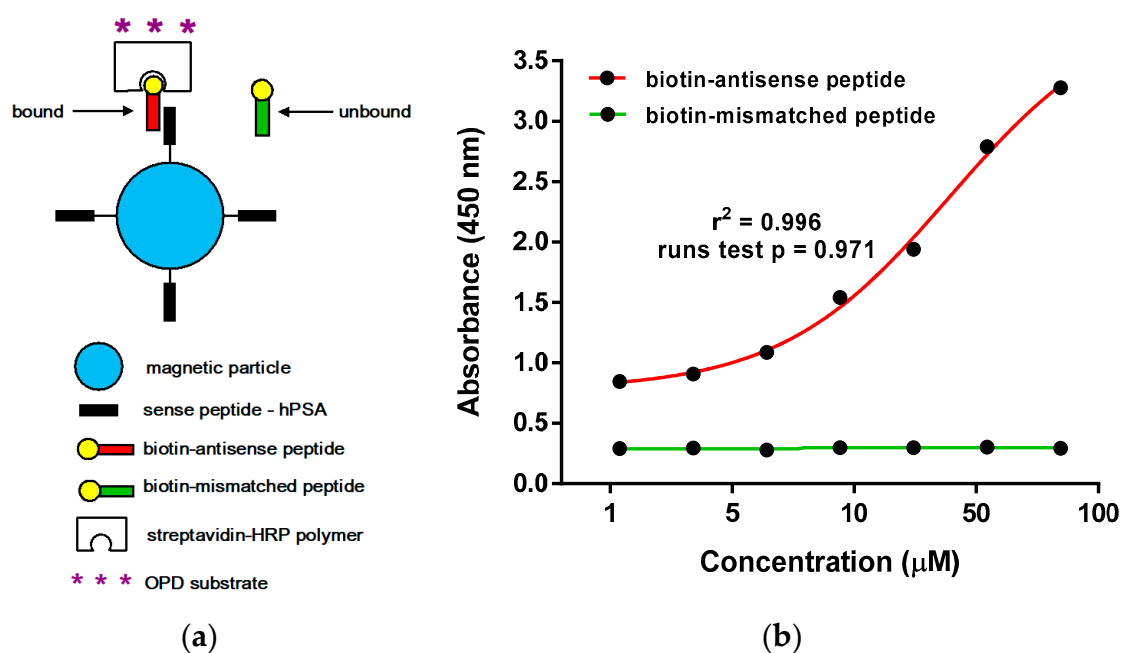 * * *
bound
unbound
magnetic particle
sense peptide - hPSA
biotin-antisense peptide
biotin-mismatched peptide
streptavidin-HRP polymer
* * * OPD substrate
(a)
biotin-antisense peptide
biotin-mismatched peptide
r² = 0.996
runs test p = 0.971
Absorbance (450 nm)
3.5
3.0
2.5
2.0
1.5
1.0
0.5
0.0
1 5 10 50 100
Concentration (μM)
(b)